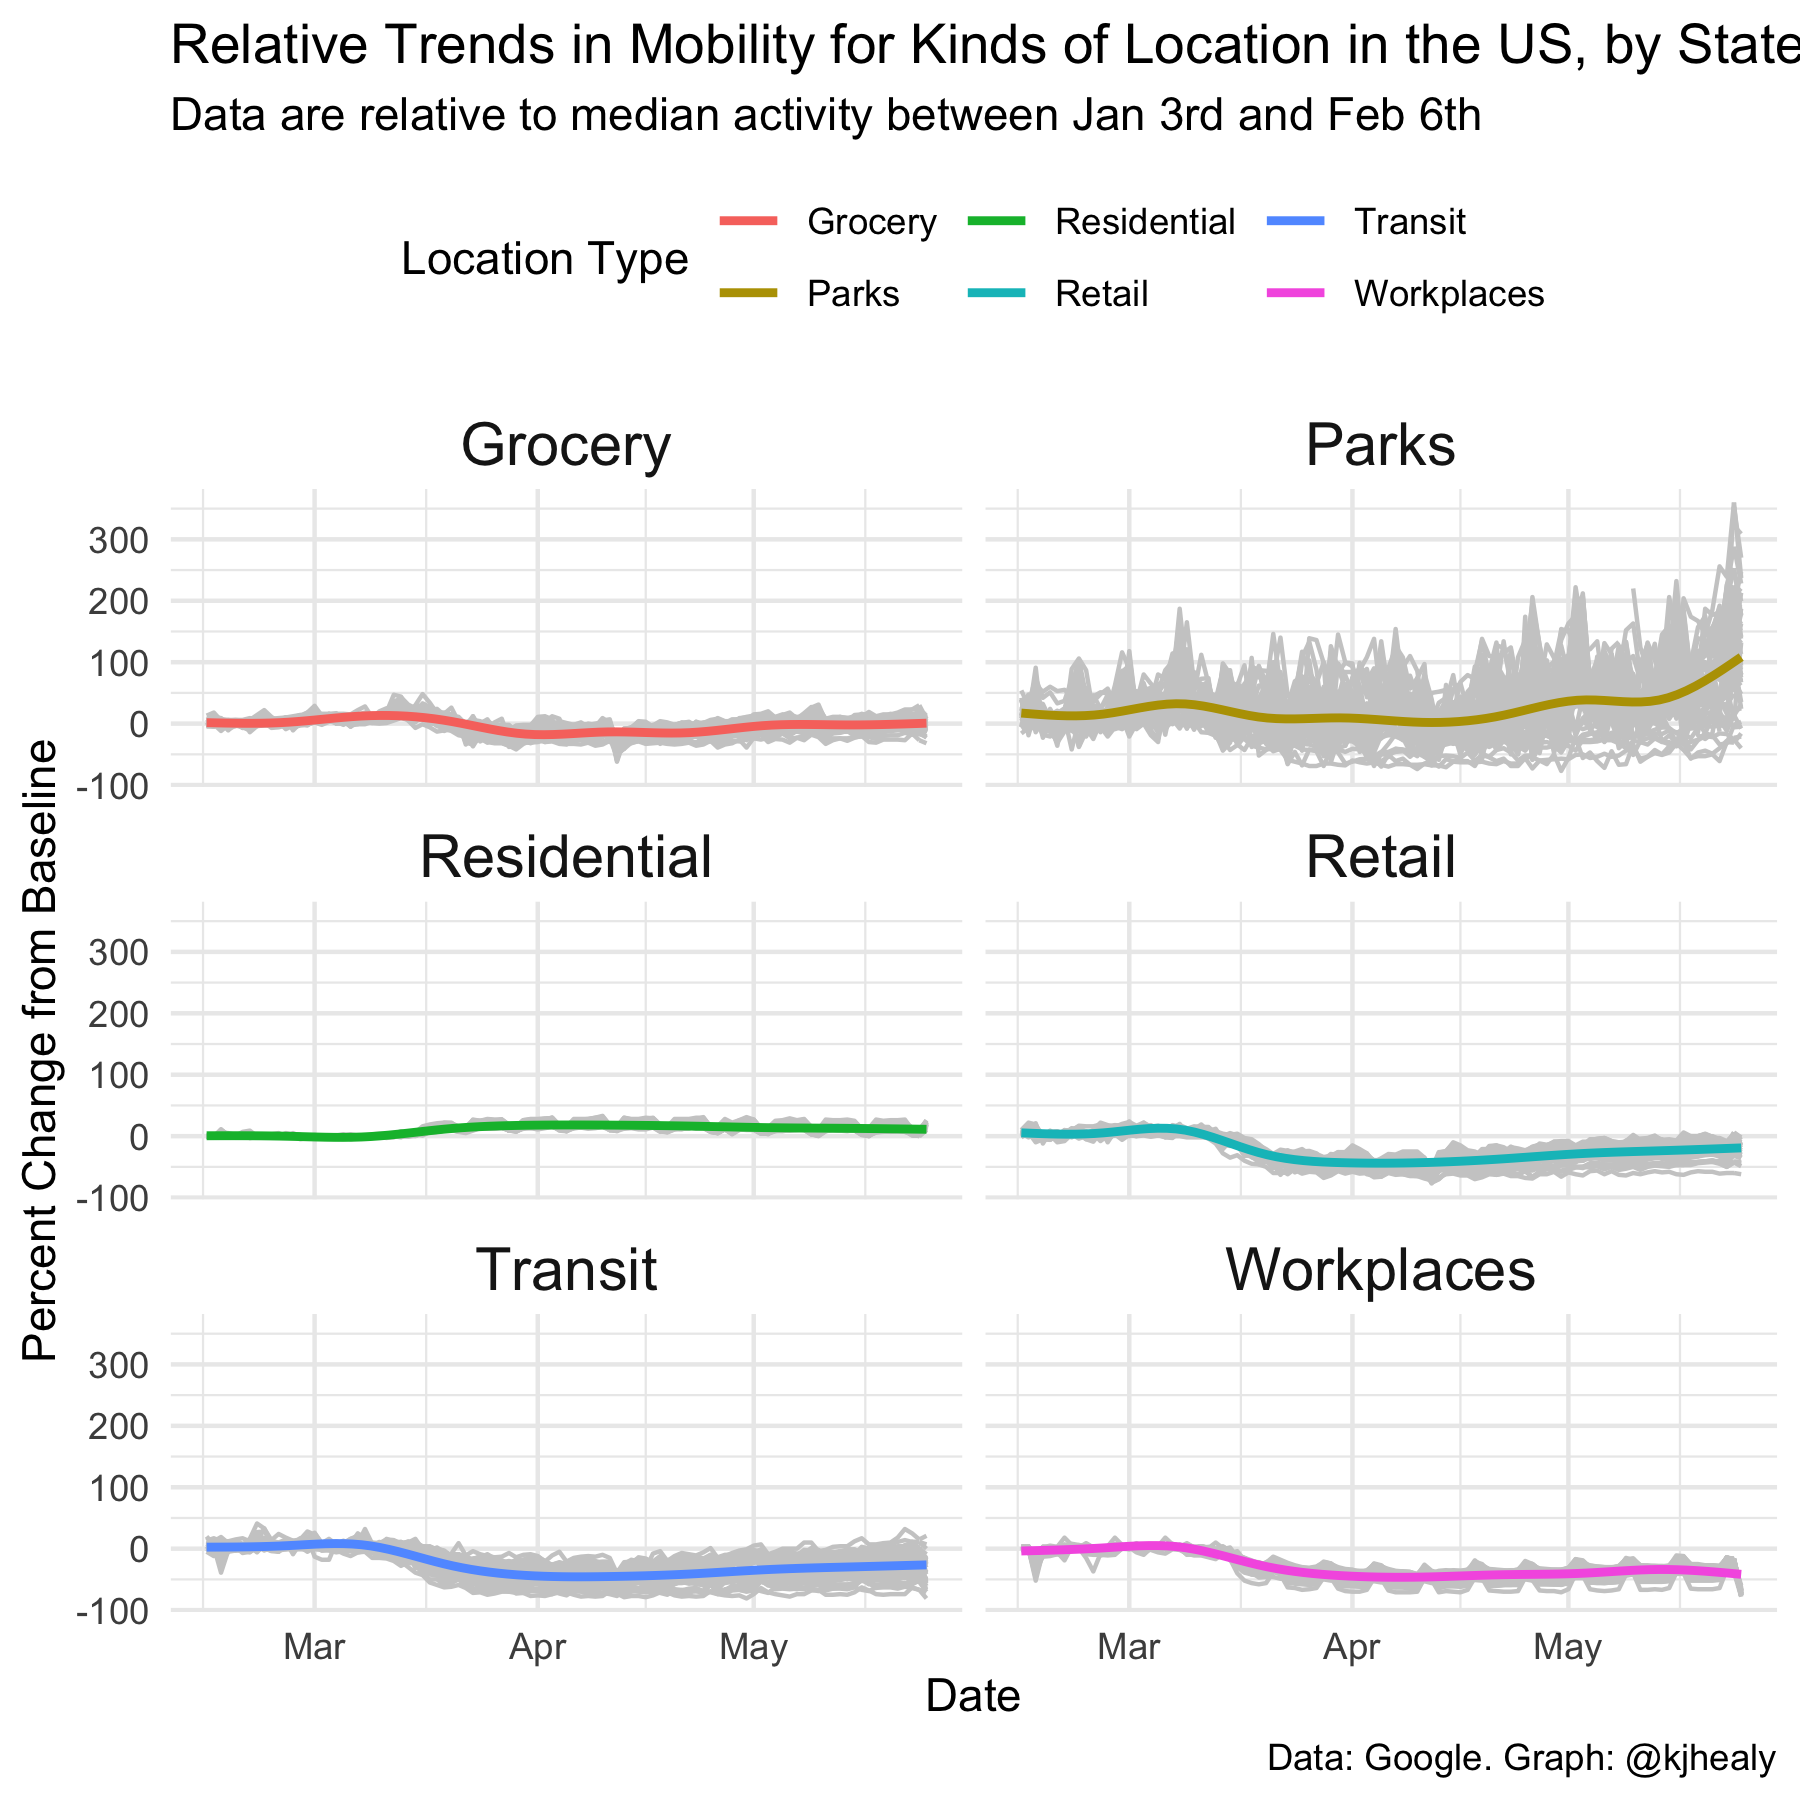 Relative Trends in Mobility for Kinds of Location in the US, by State
Data are relative to median activity between Jan 3rd and Feb 6th
Location Type
Grocery Residential Transit
Parks Retail Workplaces
Grocery Parks
300
200
100
0
-100
Residential Retail
300
200
100
0
-100
Transit Workplaces
300
200
100
0
-100
Percent Change from Baseline
Mar Apr May Mar Apr May
Date
Data: Google. Graph: @kjhealy